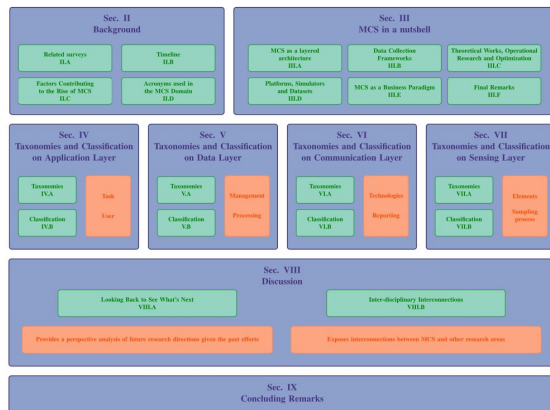 Sec. II
Background
Related surveys
II.A
Timeline
II.B
Factors Contributing
to the Rise of MCS
II.C
Acronyms used in
the MCS Domain
II.D
Sec. III
MCS in a nutshell
MCS as a layered
architecture
III.A
Data Collection
Frameworks
III.B
Theoretical Works, Operational
Research and Optimization
III.C
Platforms, Simulators
and Datasets
III.D
MCS as a Business Paradigm
III.E
Final Remarks
III.F
Sec. IV
Taxonomies and Classification
on Application Layer
Taxonomies
IV.A
Classification
IV.B
Task
User
Sec. V
Taxonomies and Classification
on Data Layer
Taxonomies
V.A
Classification
V.B
Management
Processing
Sec. VI
Taxonomies and Classification
on Communication Layer
Taxonomies
VI.A
Classification
VI.B
Technologies
Reporting
Sec. VII
Taxonomies and Classification
on Sensing Layer
Taxonomies
VII.A
Classification
VII.B
Elements
Sampling
process
Sec. VIII
Discussion
Looking Back to See What's Next
VIII.A
Inter-disciplinary Interconnections
VIII.B
Provides a perspective analysis of future research directions given the past efforts
Exposes interconnections between MCS and other research areas
Sec. IX
Concluding Remarks